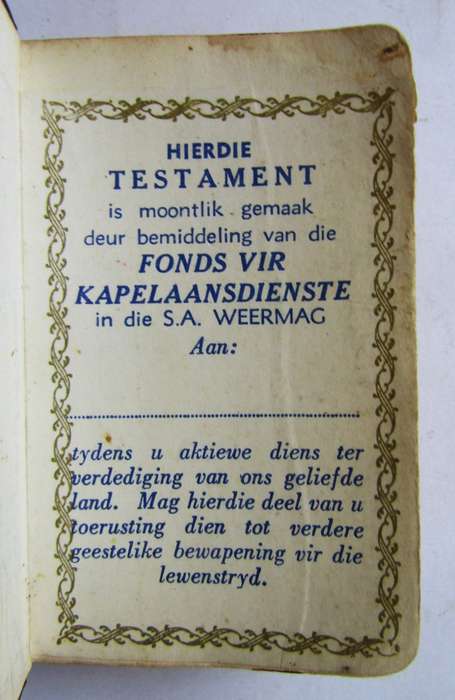 HIERDIE
TESTAMENT
is moontlik gemaak
deur bemiddeling van die
FONDS VIR
KAPELAANSDIENSTE
in die S.A. WEERMAG
Aan:
tydens u aktiewe diens ter
verdediging van ons geliefde
land. Mag hierdie deel van u
toerusting dien tot verdere
geestelike bewapening vir die
lewenstryd.